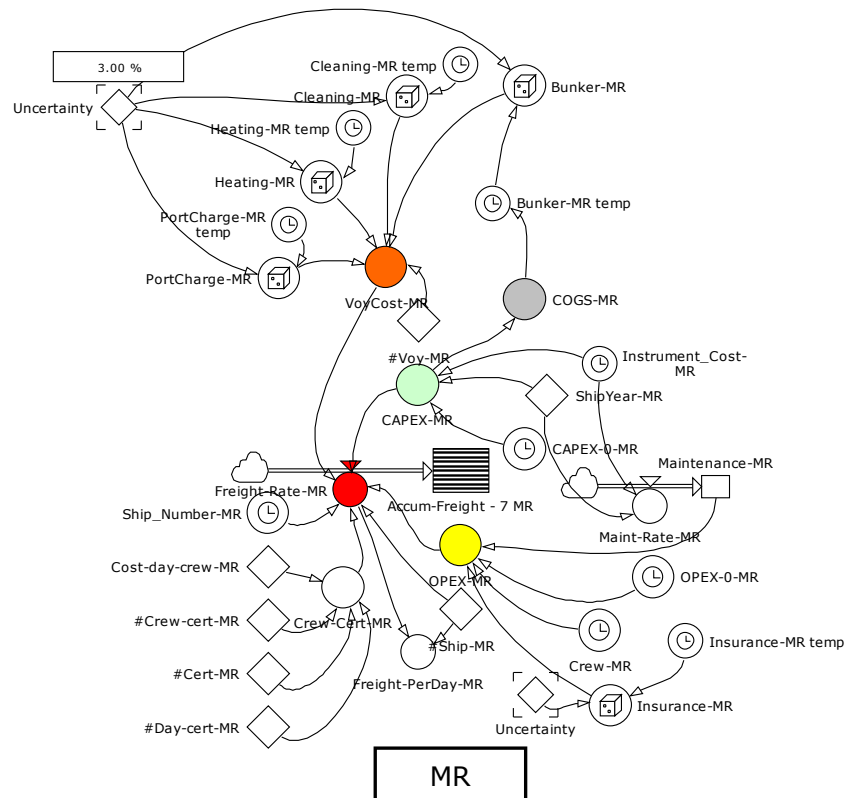 3.00 %
Cleaning-MR temp
Bunker-MR
Uncertainty
Cleaning-MR
Heating-MR temp
Heating-MR
Bunker-MR temp
PortCharge-MR
temp
PortCharge-MR
VoyCost-MR
COGS-MR
#Voy-MR
Instrument_Cost-
MR
ShipYear-MR
CAPEX-MR
CAPEX-0-MR
Maintenance-MR
Freight-Rate-MR
Accum-Freight - 7 MR
Ship_Number-MR
Maint-Rate-MR
Cost-day-crew-MR
OPEX-MR
OPEX-0-MR
#Crew-cert-MR
Crew-Cert-MR
#Ship-MR
Insurance-MR temp
Crew-MR
#Cert-MR
Freight-PerDay-MR
Insurance-MR
#Day-cert-MR
Uncertainty
MR